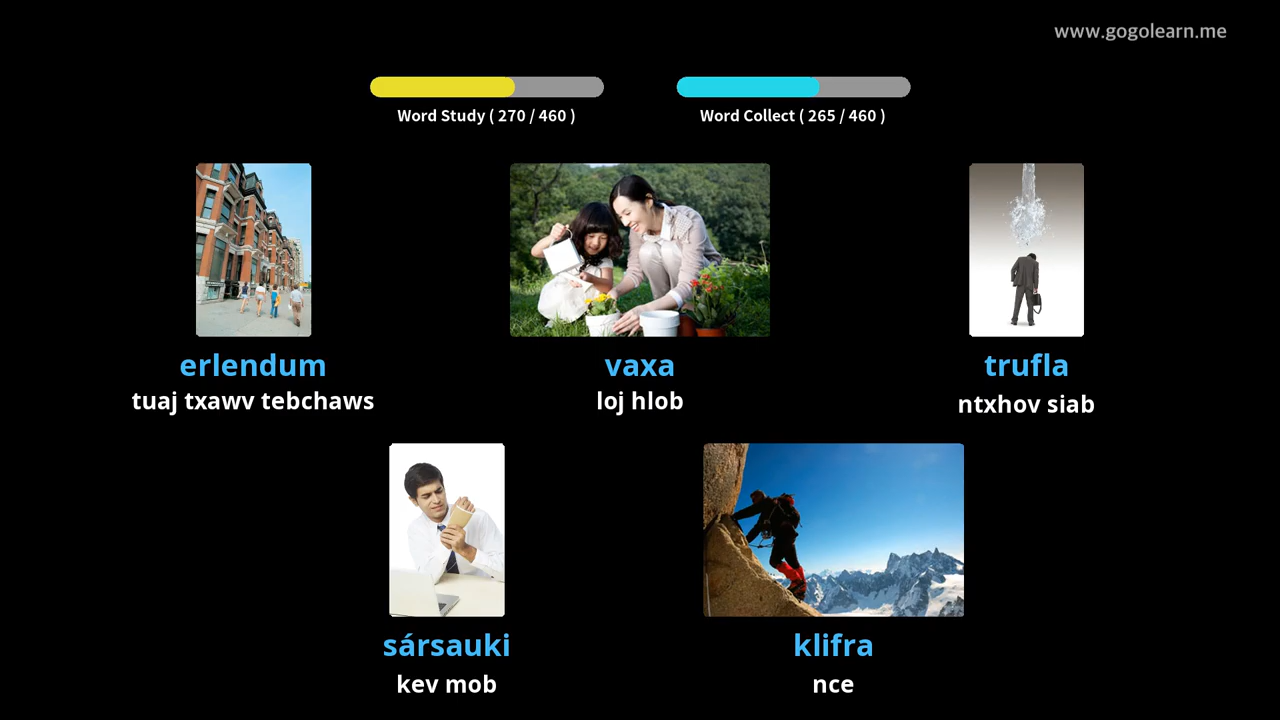 www.gogolearn.me
Word Study ( 270 / 460 )
Word Collect ( 265 / 460 )
erlendum
tuaj txawv tebchaws
vaxa
loj hlob
trufla
ntxhov siab
sársauki
kev mob
klifra
nce